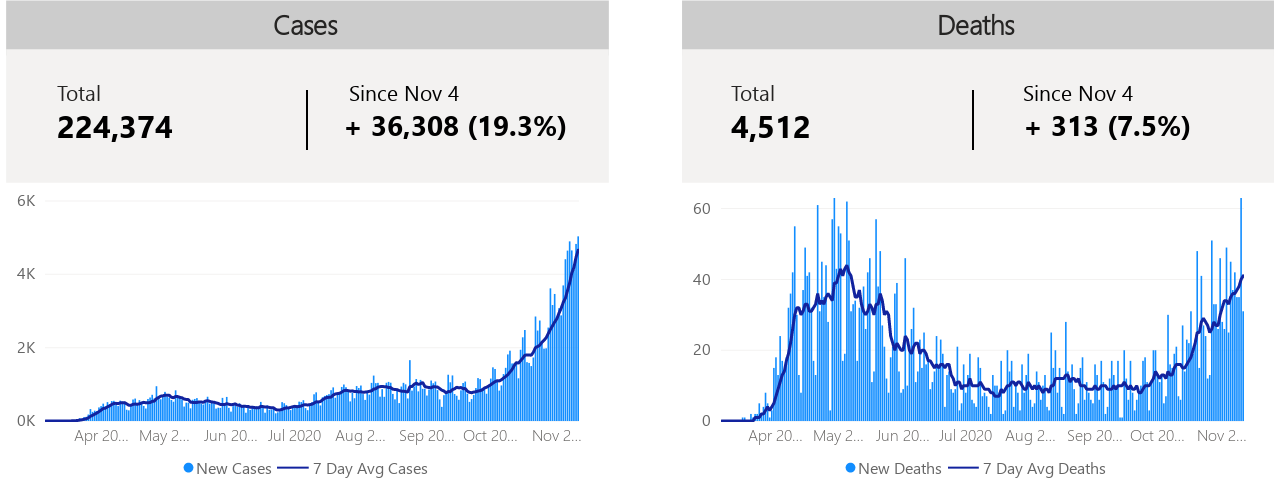 Cases
Total
224,374
Since Nov 4
+ 36,308 (19.3%)
6K
4K
2K
0K
Apr 20... May 2... Jun 20... Jul 2020 Aug 2... Sep 20... Oct 20... Nov 2...
New Cases 7 Day Avg Cases
Deaths
Total
4,512
Since Nov 4
+ 313 (7.5%)
60
40
20
0
Apr 20... May 2... Jun 20... Jul 2020 Aug 2... Sep 20... Oct 20... Nov 2...
New Deaths 7 Day Avg Deaths